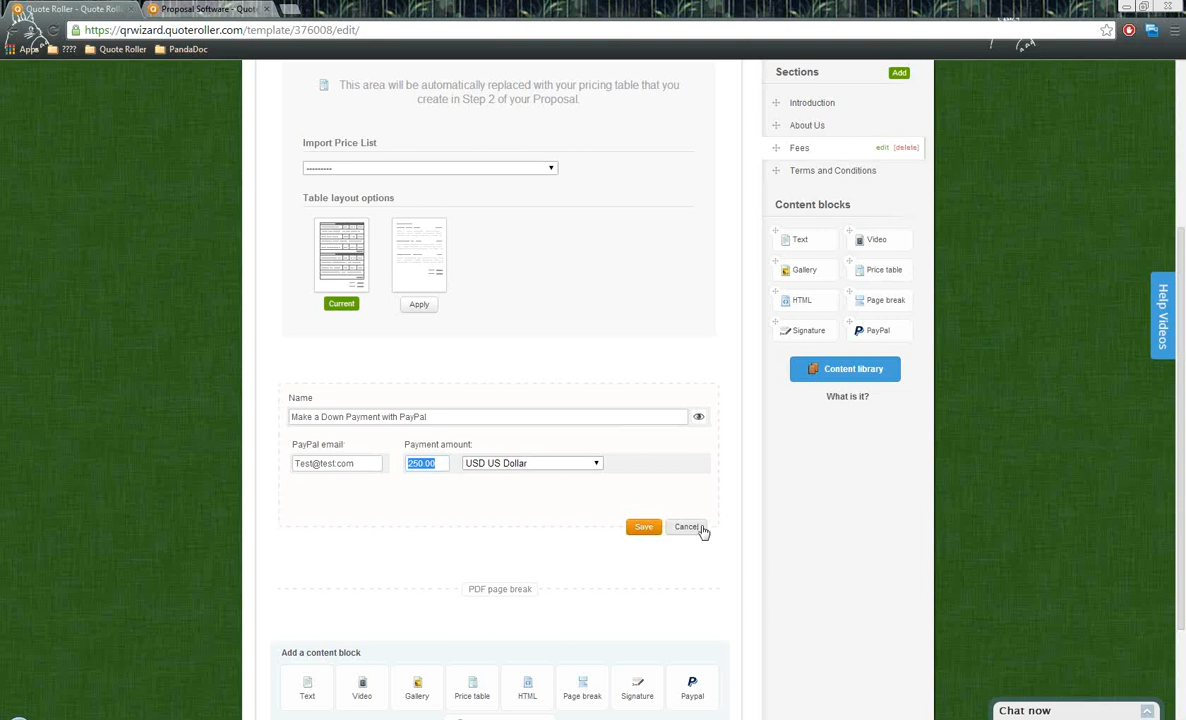 Quote Roller - Quote Roll
Proposal Software - Quot
https://qrwizard.quoteroller.com/template/376008/edit/
Apps
????
Quote Roller
PandaDoc
This area will be automatically replaced with your pricing table that you
create in Step 2 of your Proposal.
Import Price List
---------
Table layout options
Current
Apply
Name
Make a Down Payment with PayPal
PayPal email:
Payment amount:
Test@test.com
250.00
USD US Dollar
Save
Cancel
PDF page break
Add a content block
Text
Video
Gallery
Price table
HTML
Page break
Signature
Paypal
Sections
Add
Introduction
About Us
Fees
edit [delete]
Terms and Conditions
Content blocks
Text
Video
Gallery
Price table
HTML
Page break
Signature
PayPal
Content library
What is it?
Help Videos
Chat now